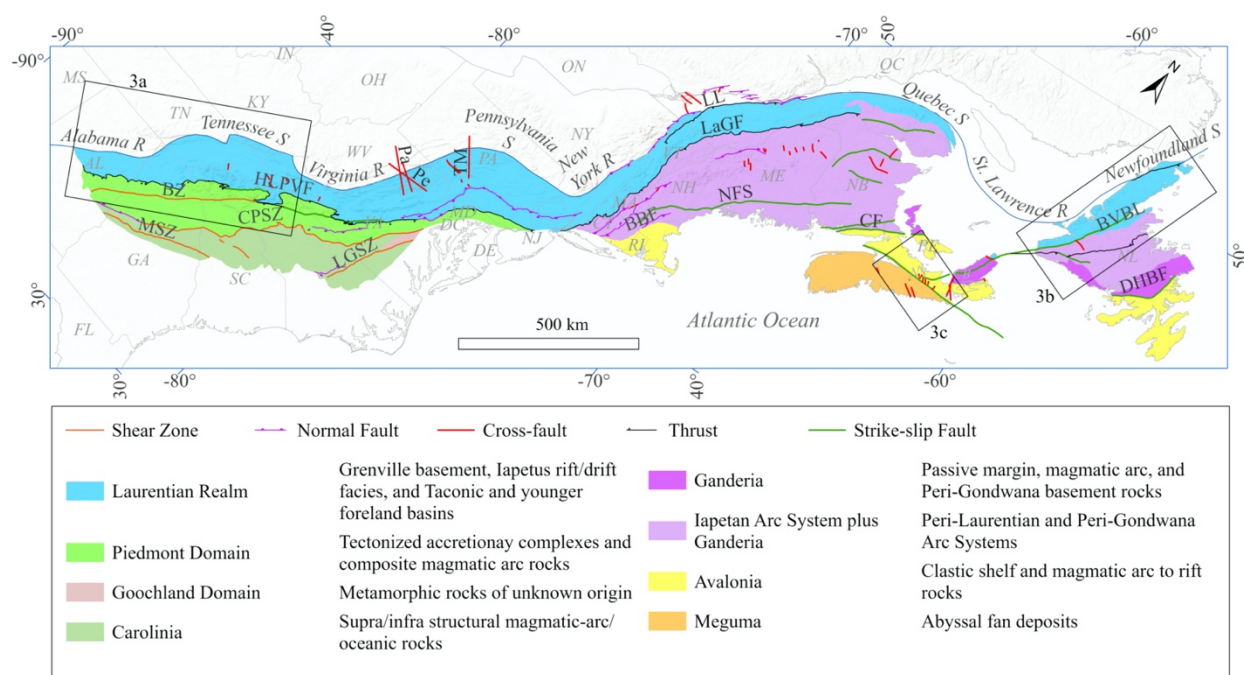 -90° -40° -80° -70° 50° -60°
-90°
MS
3a
TN
KY
IN
OH
WV
ON
QC
N
Alabama R
Tennessee S
Virginia R
Pennsylvania S
New York R
Quebec S
St. Lawrence R
Newfoundland S
AL
BZ
HLPVF
CPSZ
MSZ
LGSZ
GA
SC
FL
VA
Pa
Pe
TM
PA
MD
DC
DE
NJ
NY
LL
LaGF
VT
NH
MA
BBF
RI
ME
NFS
NB
CF
PE
NS
3c
BVBL
3b
NL
DHBF
50°
30°
500 km
Atlantic Ocean
30° -80° -70° 40° -60°
Shear Zone
Normal Fault
Cross-fault
Thrust
Strike-slip Fault
Laurentian Realm
Grenville basement, Iapetus rift/drift
facies, and Taconic and younger
foreland basins
Piedmont Domain
Tectonized accretionay complexes and
composite magmatic arc rocks
Goochland Domain
Metamorphic rocks of unknown origin
Carolinia
Supra/infra structural magmatic-arc/
oceanic rocks
Ganderia
Passive margin, magmatic arc, and
Peri-Gondwana basement rocks
Iapetan Arc System plus
Ganderia
Peri-Laurentian and Peri-Gondwana
Arc Systems
Avalonia
Clastic shelf and magmatic arc to rift
rocks
Meguma
Abyssal fan deposits